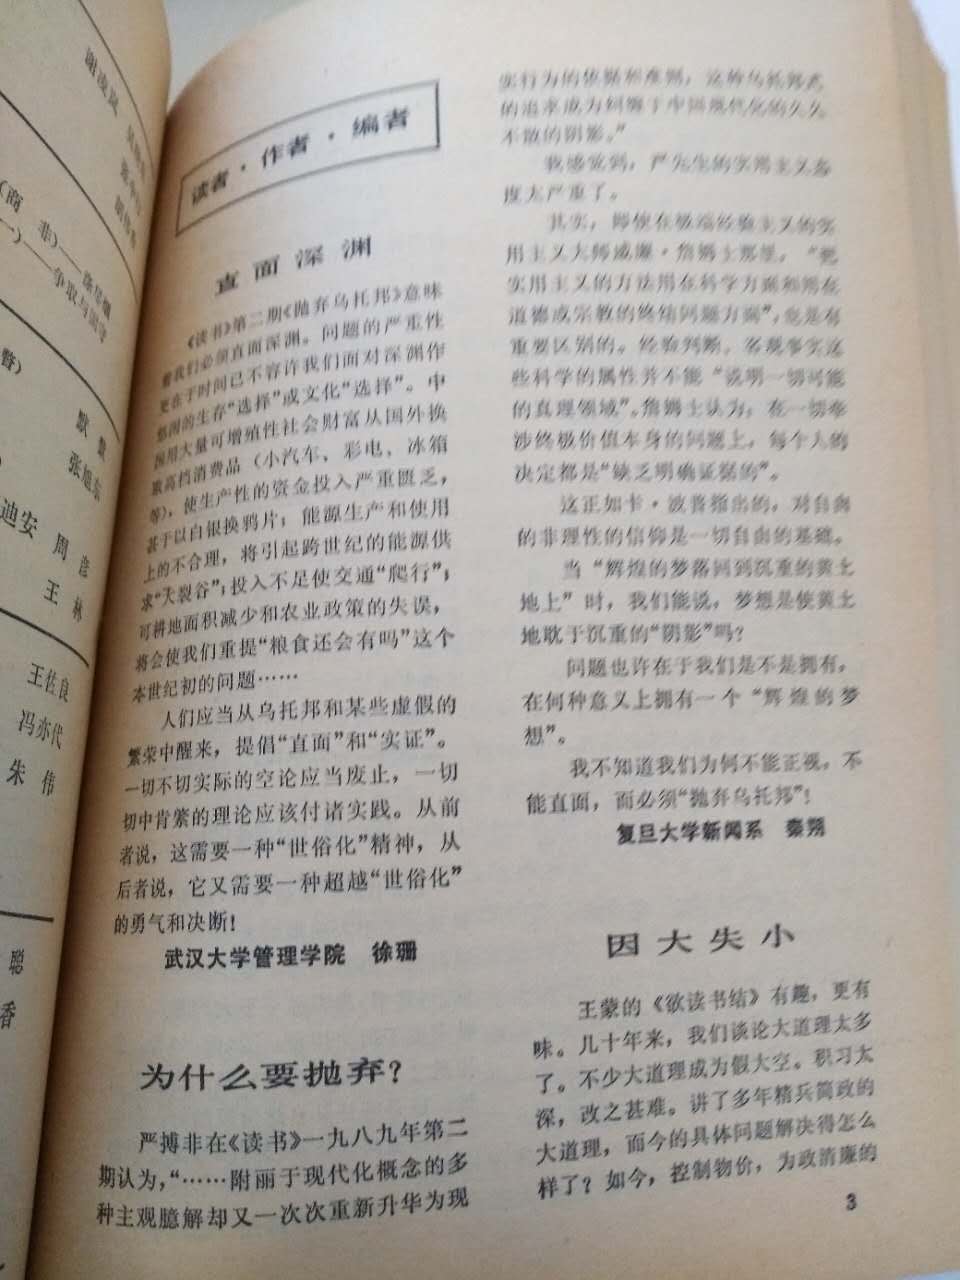 谢凌岚
(商 非)——
——争取与固守
默 默
张旭东
迪安 周 彦
王 林
王佐良
冯亦代
朱 伟
聪
香
读者·作者·编者
直面深渊
《读书》第二期《抛弃乌托邦》意味
着我们必须直面深渊。问题的严重性
更在于时间已不容许我们面对深渊作
悠闲的生存“选择”或文化“选择”。中
国用大量可增殖性社会财富从国外换
取高档消费品（小汽车、彩电、冰箱
等），使生产性的资金投入严重匮乏，
甚于以白银换鸦片；能源生产和使用
上的不合理，将引起跨世纪的能源供
求“大裂谷”；投入不足使交通“爬行”；
可耕地面积减少和农业政策的失误，
将会使我们重提“粮食还会有吗”这个
本世纪初的问题……
人们应当从乌托邦和某些虚假的
繁荣中醒来，提倡“直面”和“实证”。
一切不切实际的空论应当废止，一切
切中肯綮的理论应该付诸实践。从前
者说，这需要一种“世俗化”精神，从
后者说，它又需要一种超越“世俗化”
的勇气和决断！
武汉大学管理学院 徐珊
为什么要抛弃？
严搏非在《读书》一九八九年第二
期认为，“……附丽于现代化概念的多
种主观臆解却又一次次重新升华为现
实行为的依据和准则，这种乌托邦式
的追求成为纠缠于中国现代化的久久
不散的阴影。”
我感觉到，严先生的实用主义态
度太严重了。
其实，即使在极端经验主义的实
用主义大师威廉·詹姆士那里，“把
实用主义的方法用在科学方面和用在
道德或宗教的终结问题方面”，也是有
重要区别的。经验判断、客观事实这
些科学的属性并不能“说明一切可能
的真理领域”。詹姆士认为：在一切牵
涉终极价值本身的问题上，每个人的
决定都是“缺乏明确证据的”。
这正如卡·波普指出的，对自由
的非理性的信仰是一切自由的基础。
当“辉煌的梦落回到沉重的黄土
地上”时，我们能说，梦想是使黄土
地耽于沉重的“阴影”吗？
问题也许在于我们是不是拥有，
在何种意义上拥有一个“辉煌的梦
想”。
我不知道我们为何不能正视，不
能直面，而必须“抛弃乌托邦”！
复旦大学新闻系 秦朔
因大失小
王蒙的《欲读书结》有趣，更有
味。几十年来，我们谈论大道理太多
了。不少大道理成为假大空。积习太
深，改之甚难。讲了多年精兵简政的
大道理，而今的具体问题解决得怎么
样了？如今，控制物价，为政清廉的
3